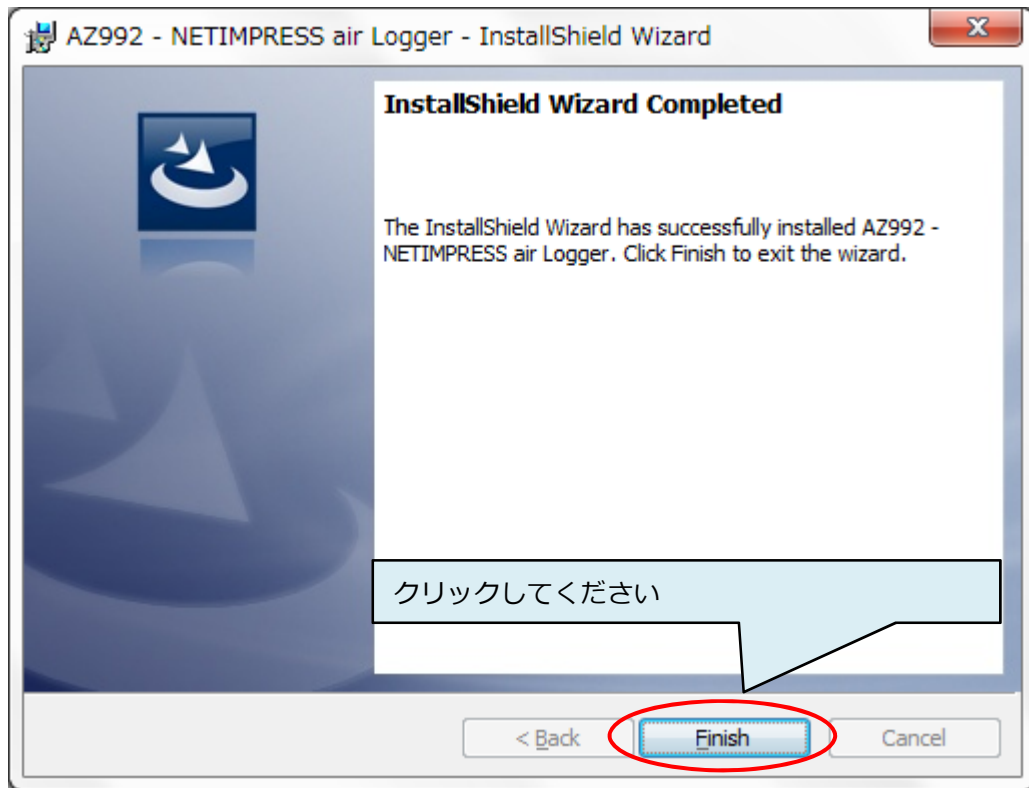 AZ992 - NETIMPRESS air Logger - InstallShield Wizard
InstallShield Wizard Completed
The InstallShield Wizard has successfully installed AZ992 -
NETIMPRESS air Logger. Click Finish to exit the wizard.
クリックしてください
< Back
Finish
Cancel